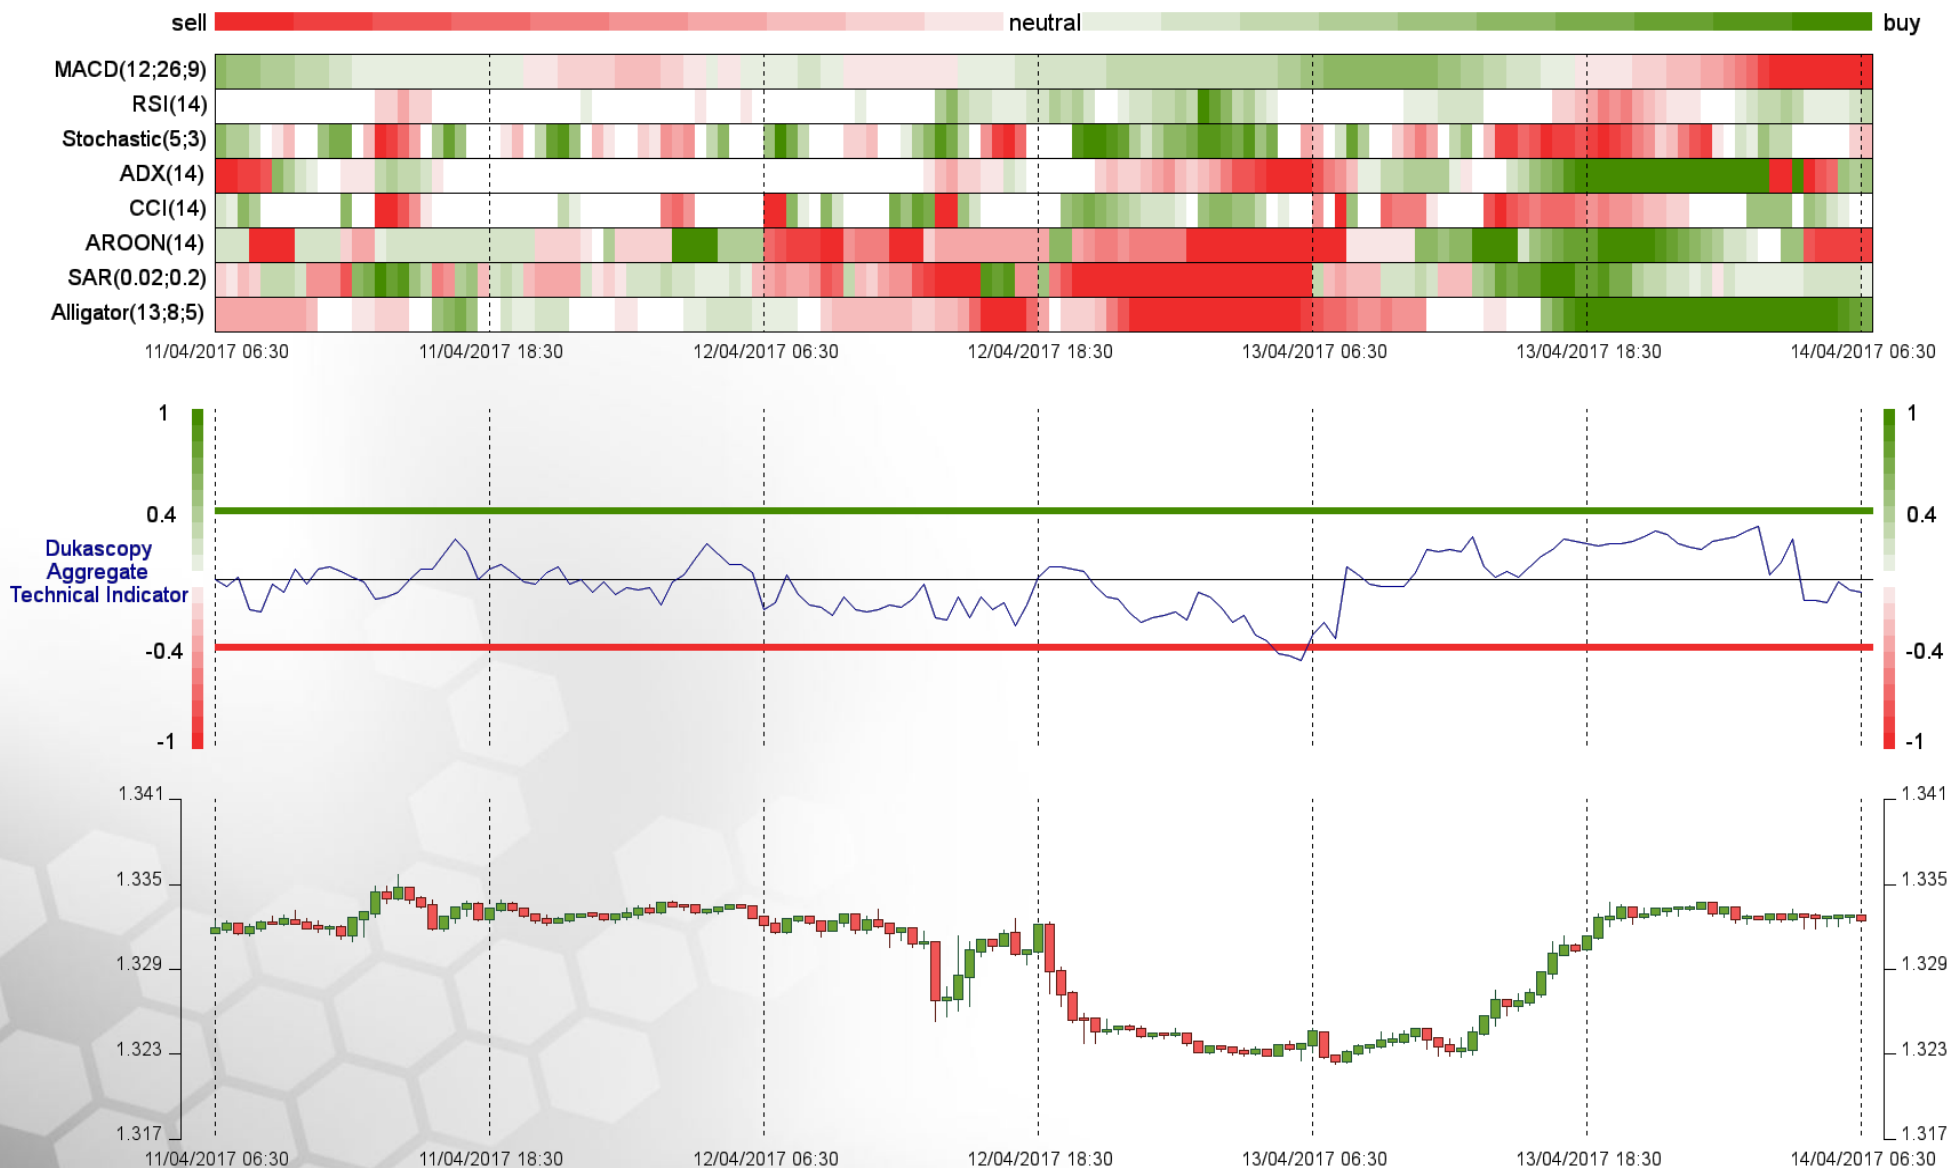 sell neutral buy
MACD(12;26;9)
RSI(14)
Stochastic(5;3)
ADX(14)
CCI(14)
AROON(14)
SAR(0.02;0.2)
Alligator(13;8;5)
11/04/2017 06:30 11/04/2017 18:30 12/04/2017 06:30 12/04/2017 18:30 13/04/2017 06:30 13/04/2017 18:30 14/04/2017 06:30
1 1
0.4 0.4
Dukascopy
Aggregate
Technical Indicator
-0.4 -0.4
-1 -1
1.341 1.341
1.335 1.335
1.329 1.329
1.323 1.323
1.317 1.317
11/04/2017 06:30 11/04/2017 18:30 12/04/2017 06:30 12/04/2017 18:30 13/04/2017 06:30 13/04/2017 18:30 14/04/2017 06:30